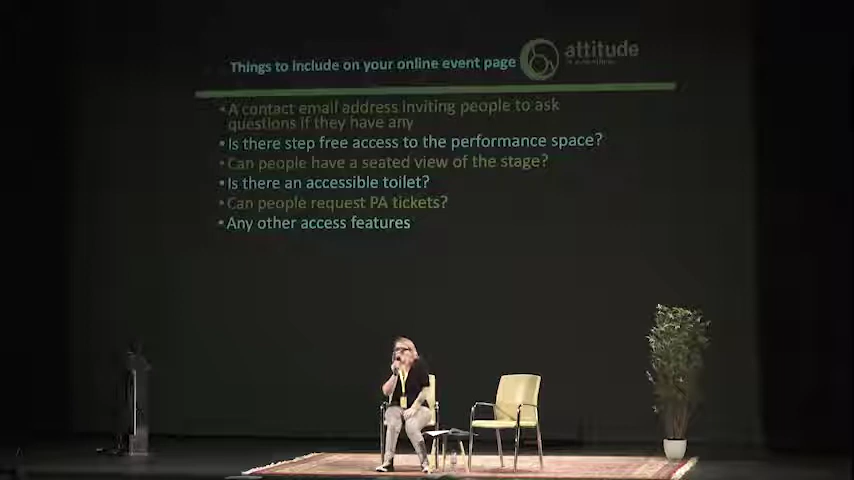 Things to include on your online event page
attitude
• A contact email address inviting people to ask
questions if they have any
• Is there step free access to the performance space?
• Can people have a seated view of the stage?
• Is there an accessible toilet?
• Can people request PA tickets?
• Any other access features